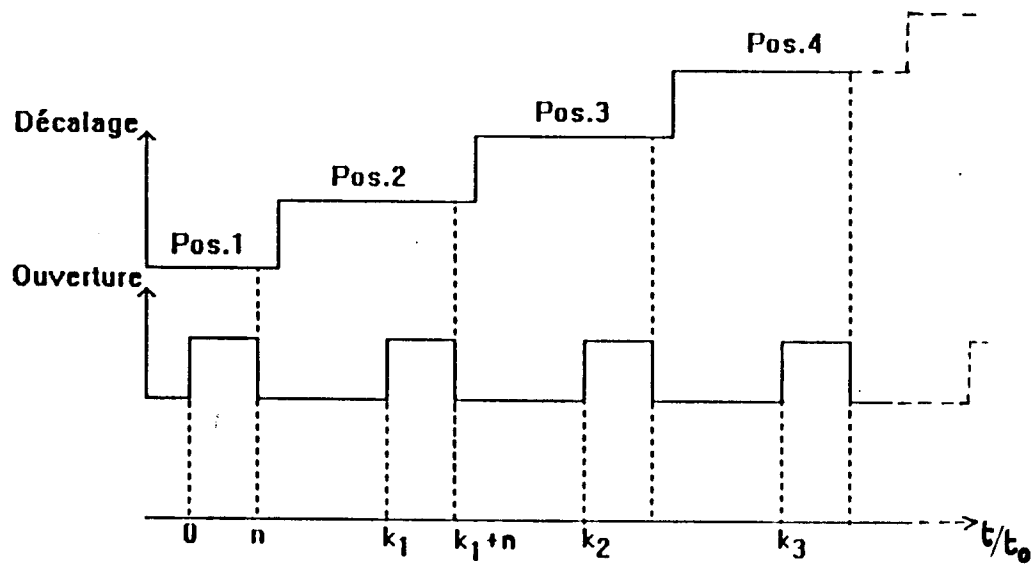 Pos.4
Décalage
Pos.3
Pos.2
Pos.1
Ouverture
0 n k₁ k₁+n k₂ k₃ t/t₀